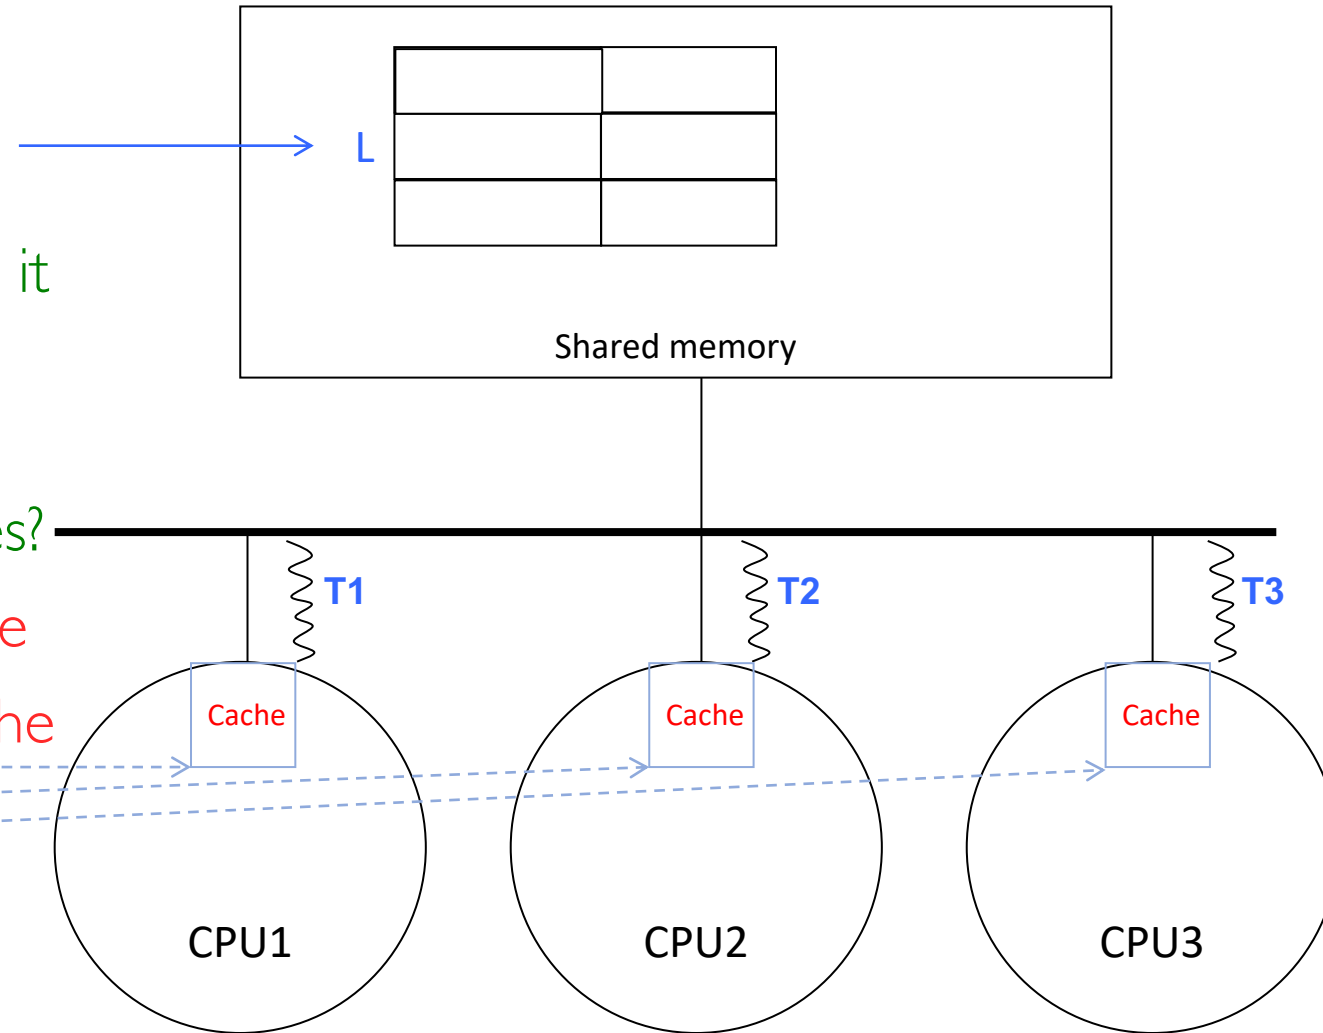 L
it
Shared memory
es?
T1 T2 T3
e
he
Cache Cache Cache
CPU1 CPU2 CPU3